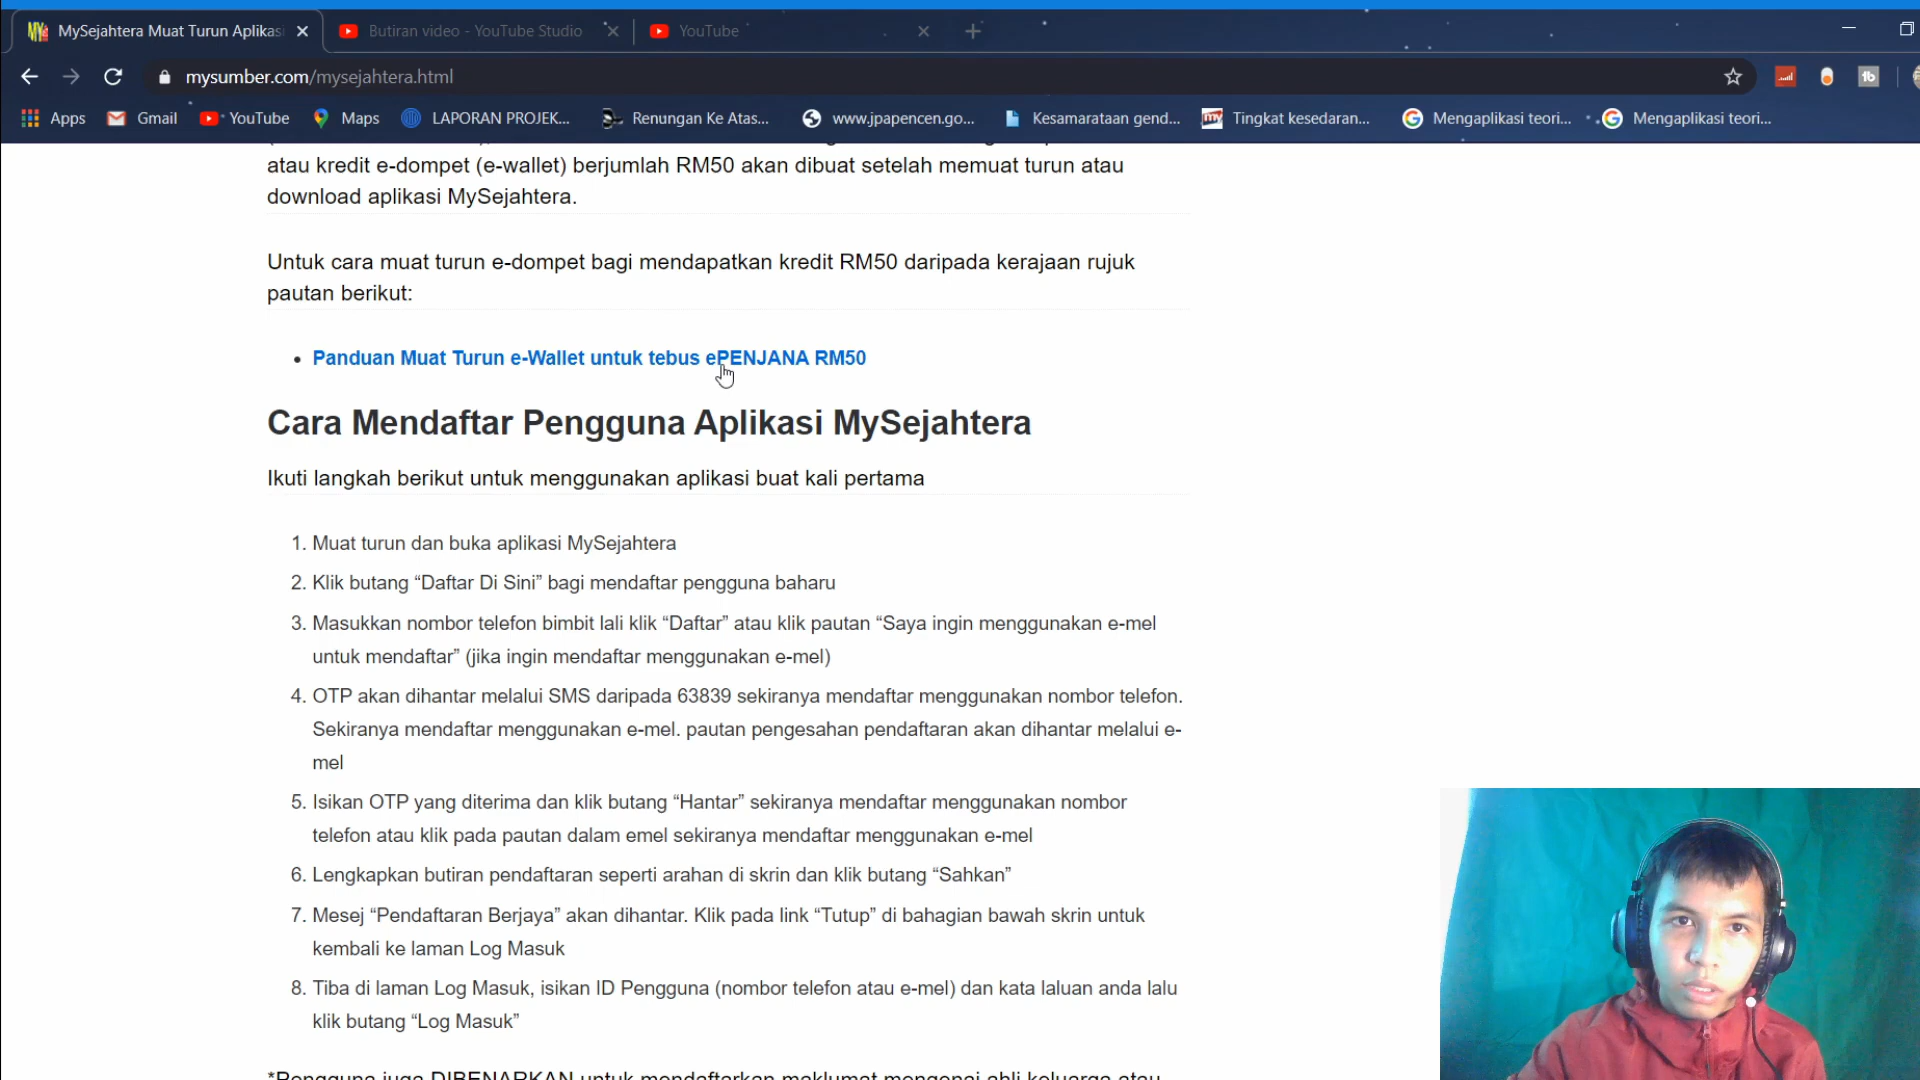 MySejahtera Muat Turun Aplikasi
Butiran video - YouTube Studio
YouTube
mysumber.com/mysejahtera.html
Apps
Gmail
YouTube
Maps
LAPORAN PROJEK...
Renungan Ke Atas...
www.jpapencen.go...
Kesamarataan gend...
Tingkat kesedaran...
Mengaplikasi teori...
Mengaplikasi teori...
atau kredit e-dompet (e-wallet) berjumlah RM50 akan dibuat setelah memuat turun atau
download aplikasi MySejahtera.
Untuk cara muat turun e-dompet bagi mendapatkan kredit RM50 daripada kerajaan rujuk
pautan berikut:
• Panduan Muat Turun e-Wallet untuk tebus ePENJANA RM50
Cara Mendaftar Pengguna Aplikasi MySejahtera
Ikuti langkah berikut untuk menggunakan aplikasi buat kali pertama
1. Muat turun dan buka aplikasi MySejahtera
2. Klik butang “Daftar Di Sini” bagi mendaftar pengguna baharu
3. Masukkan nombor telefon bimbit lali klik “Daftar” atau klik pautan “Saya ingin menggunakan e-mel
untuk mendaftar” (jika ingin mendaftar menggunakan e-mel)
4. OTP akan dihantar melalui SMS daripada 63839 sekiranya mendaftar menggunakan nombor telefon.
Sekiranya mendaftar menggunakan e-mel. pautan pengesahan pendaftaran akan dihantar melalui e-
mel
5. Isikan OTP yang diterima dan klik butang “Hantar” sekiranya mendaftar menggunakan nombor
telefon atau klik pada pautan dalam emel sekiranya mendaftar menggunakan e-mel
6. Lengkapkan butiran pendaftaran seperti arahan di skrin dan klik butang “Sahkan”
7. Mesej “Pendaftaran Berjaya” akan dihantar. Klik pada link “Tutup” di bahagian bawah skrin untuk
kembali ke laman Log Masuk
8. Tiba di laman Log Masuk, isikan ID Pengguna (nombor telefon atau e-mel) dan kata laluan anda lalu
klik butang “Log Masuk”
*Pengguna juga DIBENARKAN untuk mendaftarkan maklumat mengenai ahli keluarga atau